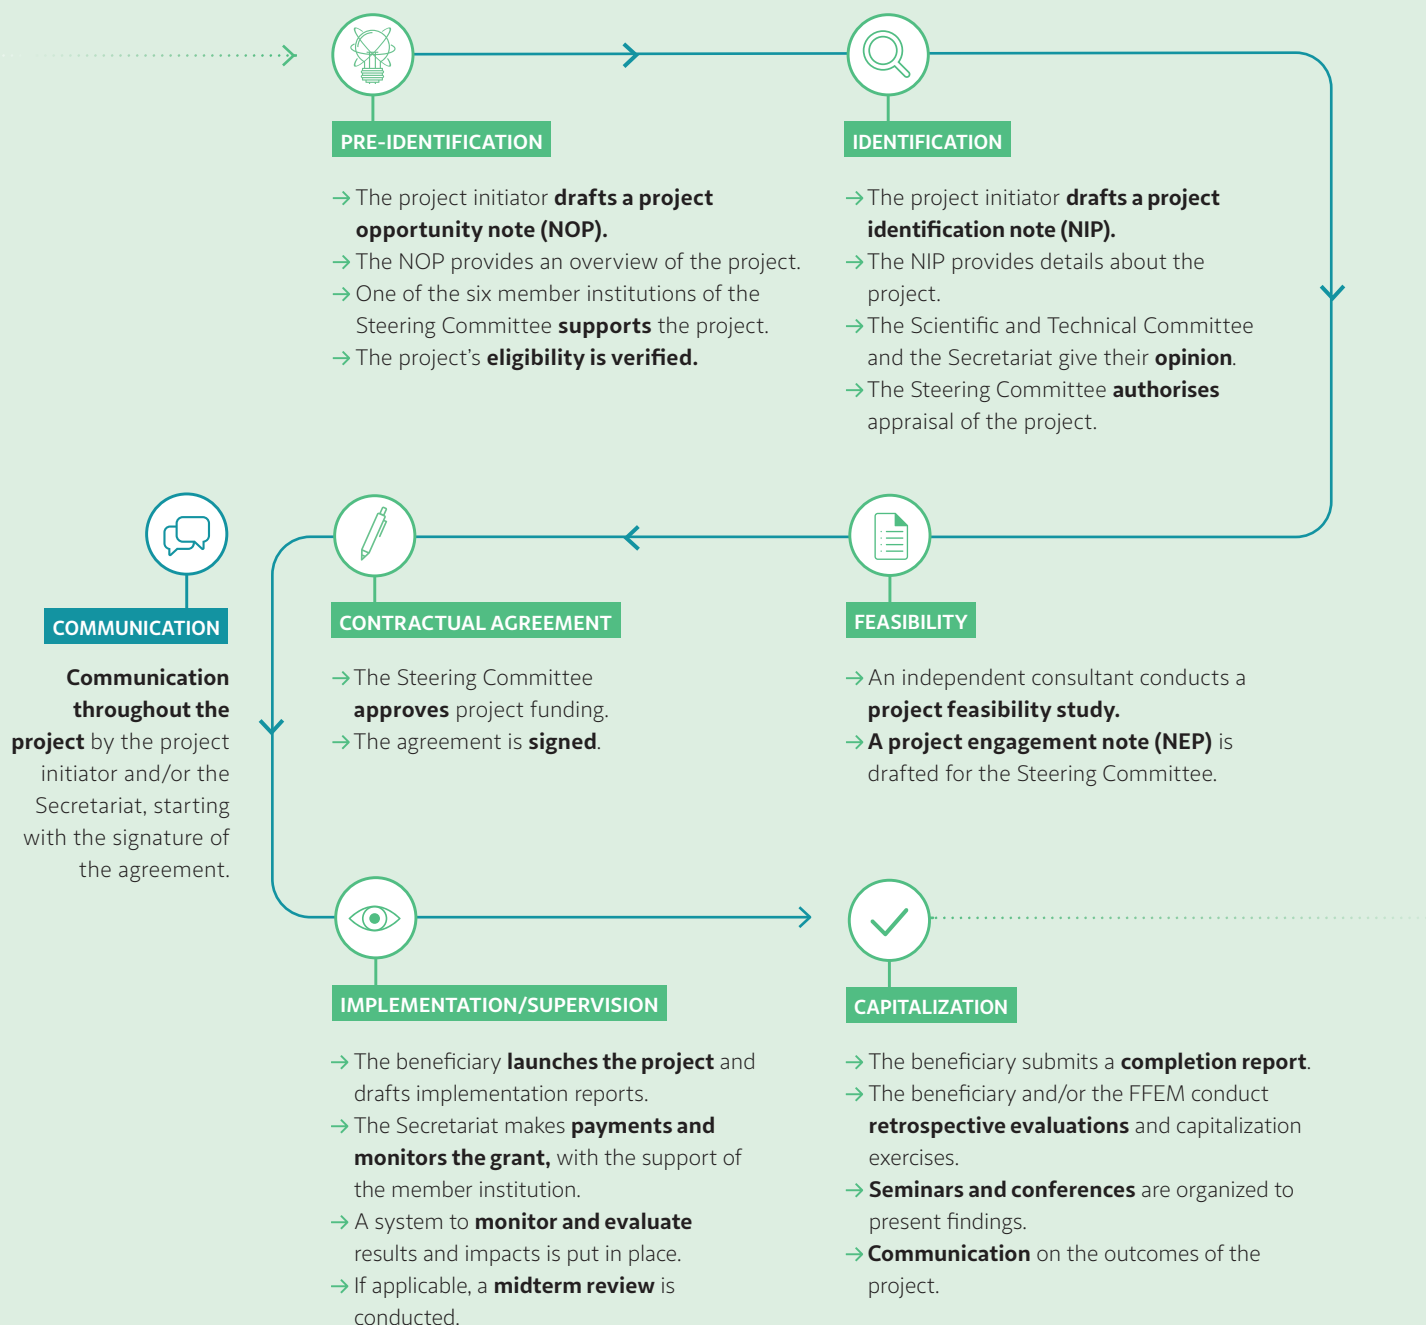 PRE-IDENTIFICATION
→ The project initiator drafts a project
opportunity note (NOP).
→ The NOP provides an overview of the project.
→ One of the six member institutions of the
Steering Committee supports the project.
→ The project's eligibility is verified.
IDENTIFICATION
→ The project initiator drafts a project
identification note (NIP).
→ The NIP provides details about the
project.
→ The Scientific and Technical Committee
and the Secretariat give their opinion.
→ The Steering Committee authorises
appraisal of the project.
FEASIBILITY
→ An independent consultant conducts a
project feasibility study.
→ A project engagement note (NEP) is
drafted for the Steering Committee.
CONTRACTUAL AGREEMENT
→ The Steering Committee
approves project funding.
→ The agreement is signed.
COMMUNICATION
Communication
throughout the
project by the project
initiator and/or the
Secretariat, starting
with the signature of
the agreement.
IMPLEMENTATION/SUPERVISION
→ The beneficiary launches the project and
drafts implementation reports.
→ The Secretariat makes payments and
monitors the grant, with the support of
the member institution.
→ A system to monitor and evaluate
results and impacts is put in place.
→ If applicable, a midterm review is
conducted.
CAPITALIZATION
→ The beneficiary submits a completion report.
→ The beneficiary and/or the FFEM conduct
retrospective evaluations and capitalization
exercises.
→ Seminars and conferences are organized to
present findings.
→ Communication on the outcomes of the
project.